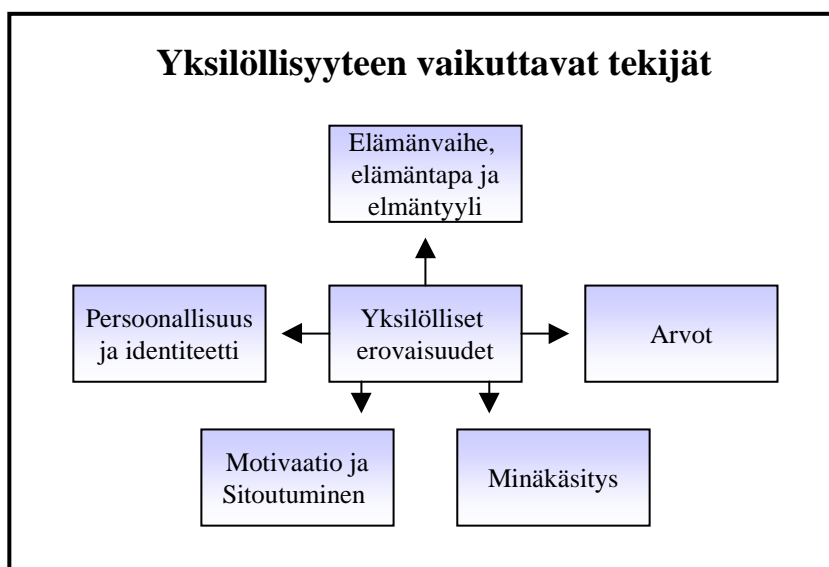 Yksilöllisyyteen vaikuttavat tekijät
Elämänvaihe,
elämäntapa ja
elmäntyyli
Persoonallisuus
ja identiteetti
Yksilölliset
erovaisuudet
Arvot
Motivaatio ja
Sitoutuminen
Minäkäsitys